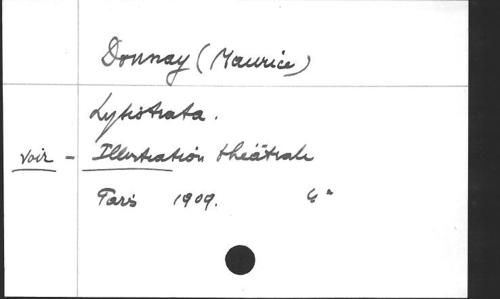 Donnay (Maurice)
Lysistrata.
voir - Illustration théâtrale
Paris 1909. 4°